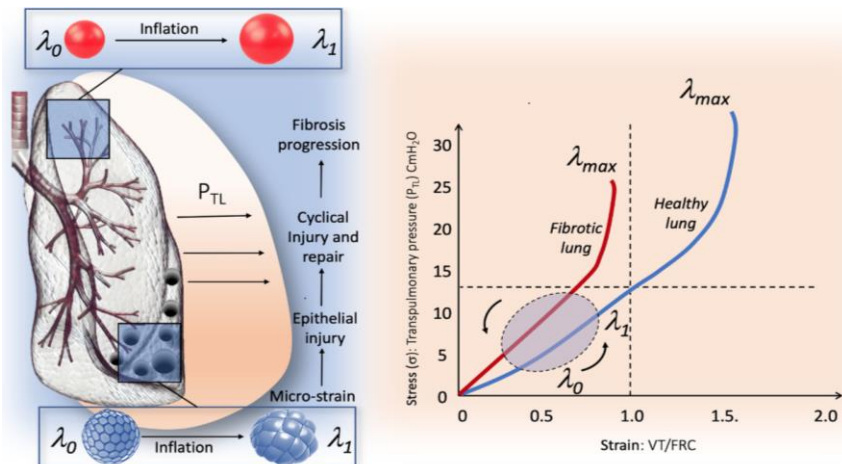 λ0 Inflation λ1
Fibrosis
progression
PTL
Cyclical
Injury and
repair
Epithelial
injury
Micro-strain
λ0 Inflation λ1
Stress (σ): Transpulmonary pressure (PTL) CmH2O
30
25
20
15
10
5
0
λmax
λmax
Fibrotic
lung
Healthy
lung
λ1
λ0
0 0.5 1.0 1.5. 2.0
Strain: VT/FRC